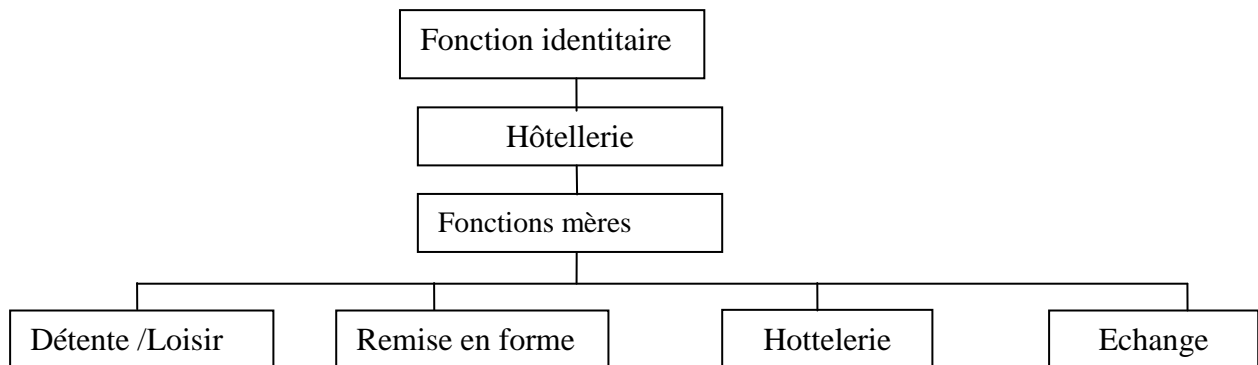 Fonction identitaire
Hôtellerie
Fonctions mères
Détente /Loisir
Remise en forme
Hottelerie
Echange